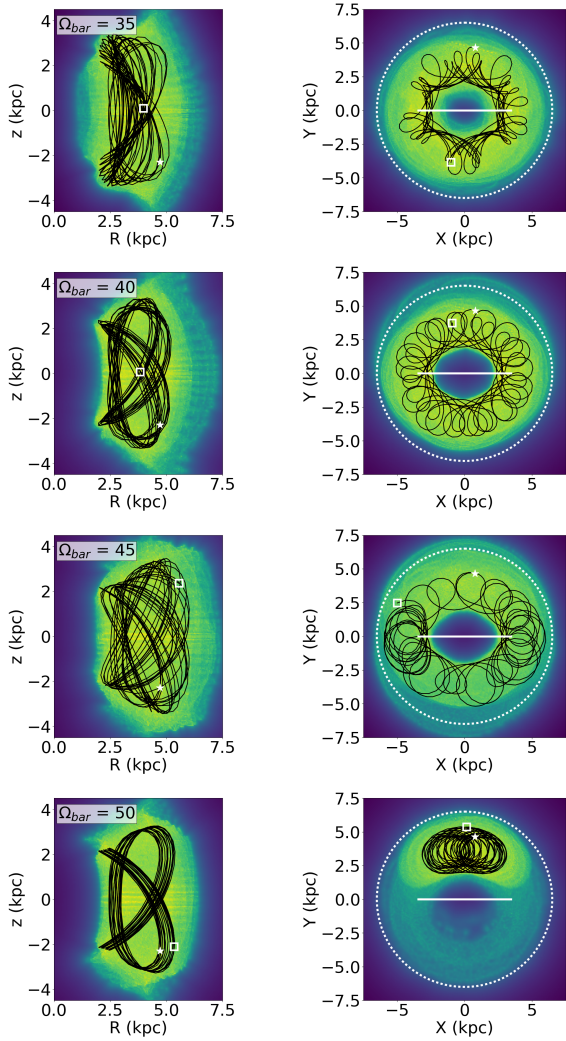 Ω_bar = 35
4
2
0
−2
−4
z (kpc)
0.0 2.5 5.0 7.5
R (kpc)
7.5
5.0
2.5
0.0
−2.5
−5.0
−7.5
Y (kpc)
−5 0 5
X (kpc)
Ω_bar = 40
4
2
0
−2
−4
z (kpc)
0.0 2.5 5.0 7.5
R (kpc)
7.5
5.0
2.5
0.0
−2.5
−5.0
−7.5
Y (kpc)
−5 0 5
X (kpc)
Ω_bar = 45
4
2
0
−2
−4
z (kpc)
0.0 2.5 5.0 7.5
R (kpc)
7.5
5.0
2.5
0.0
−2.5
−5.0
−7.5
Y (kpc)
−5 0 5
X (kpc)
Ω_bar = 50
4
2
0
−2
−4
z (kpc)
0.0 2.5 5.0 7.5
R (kpc)
7.5
5.0
2.5
0.0
−2.5
−5.0
−7.5
Y (kpc)
−5 0 5
X (kpc)